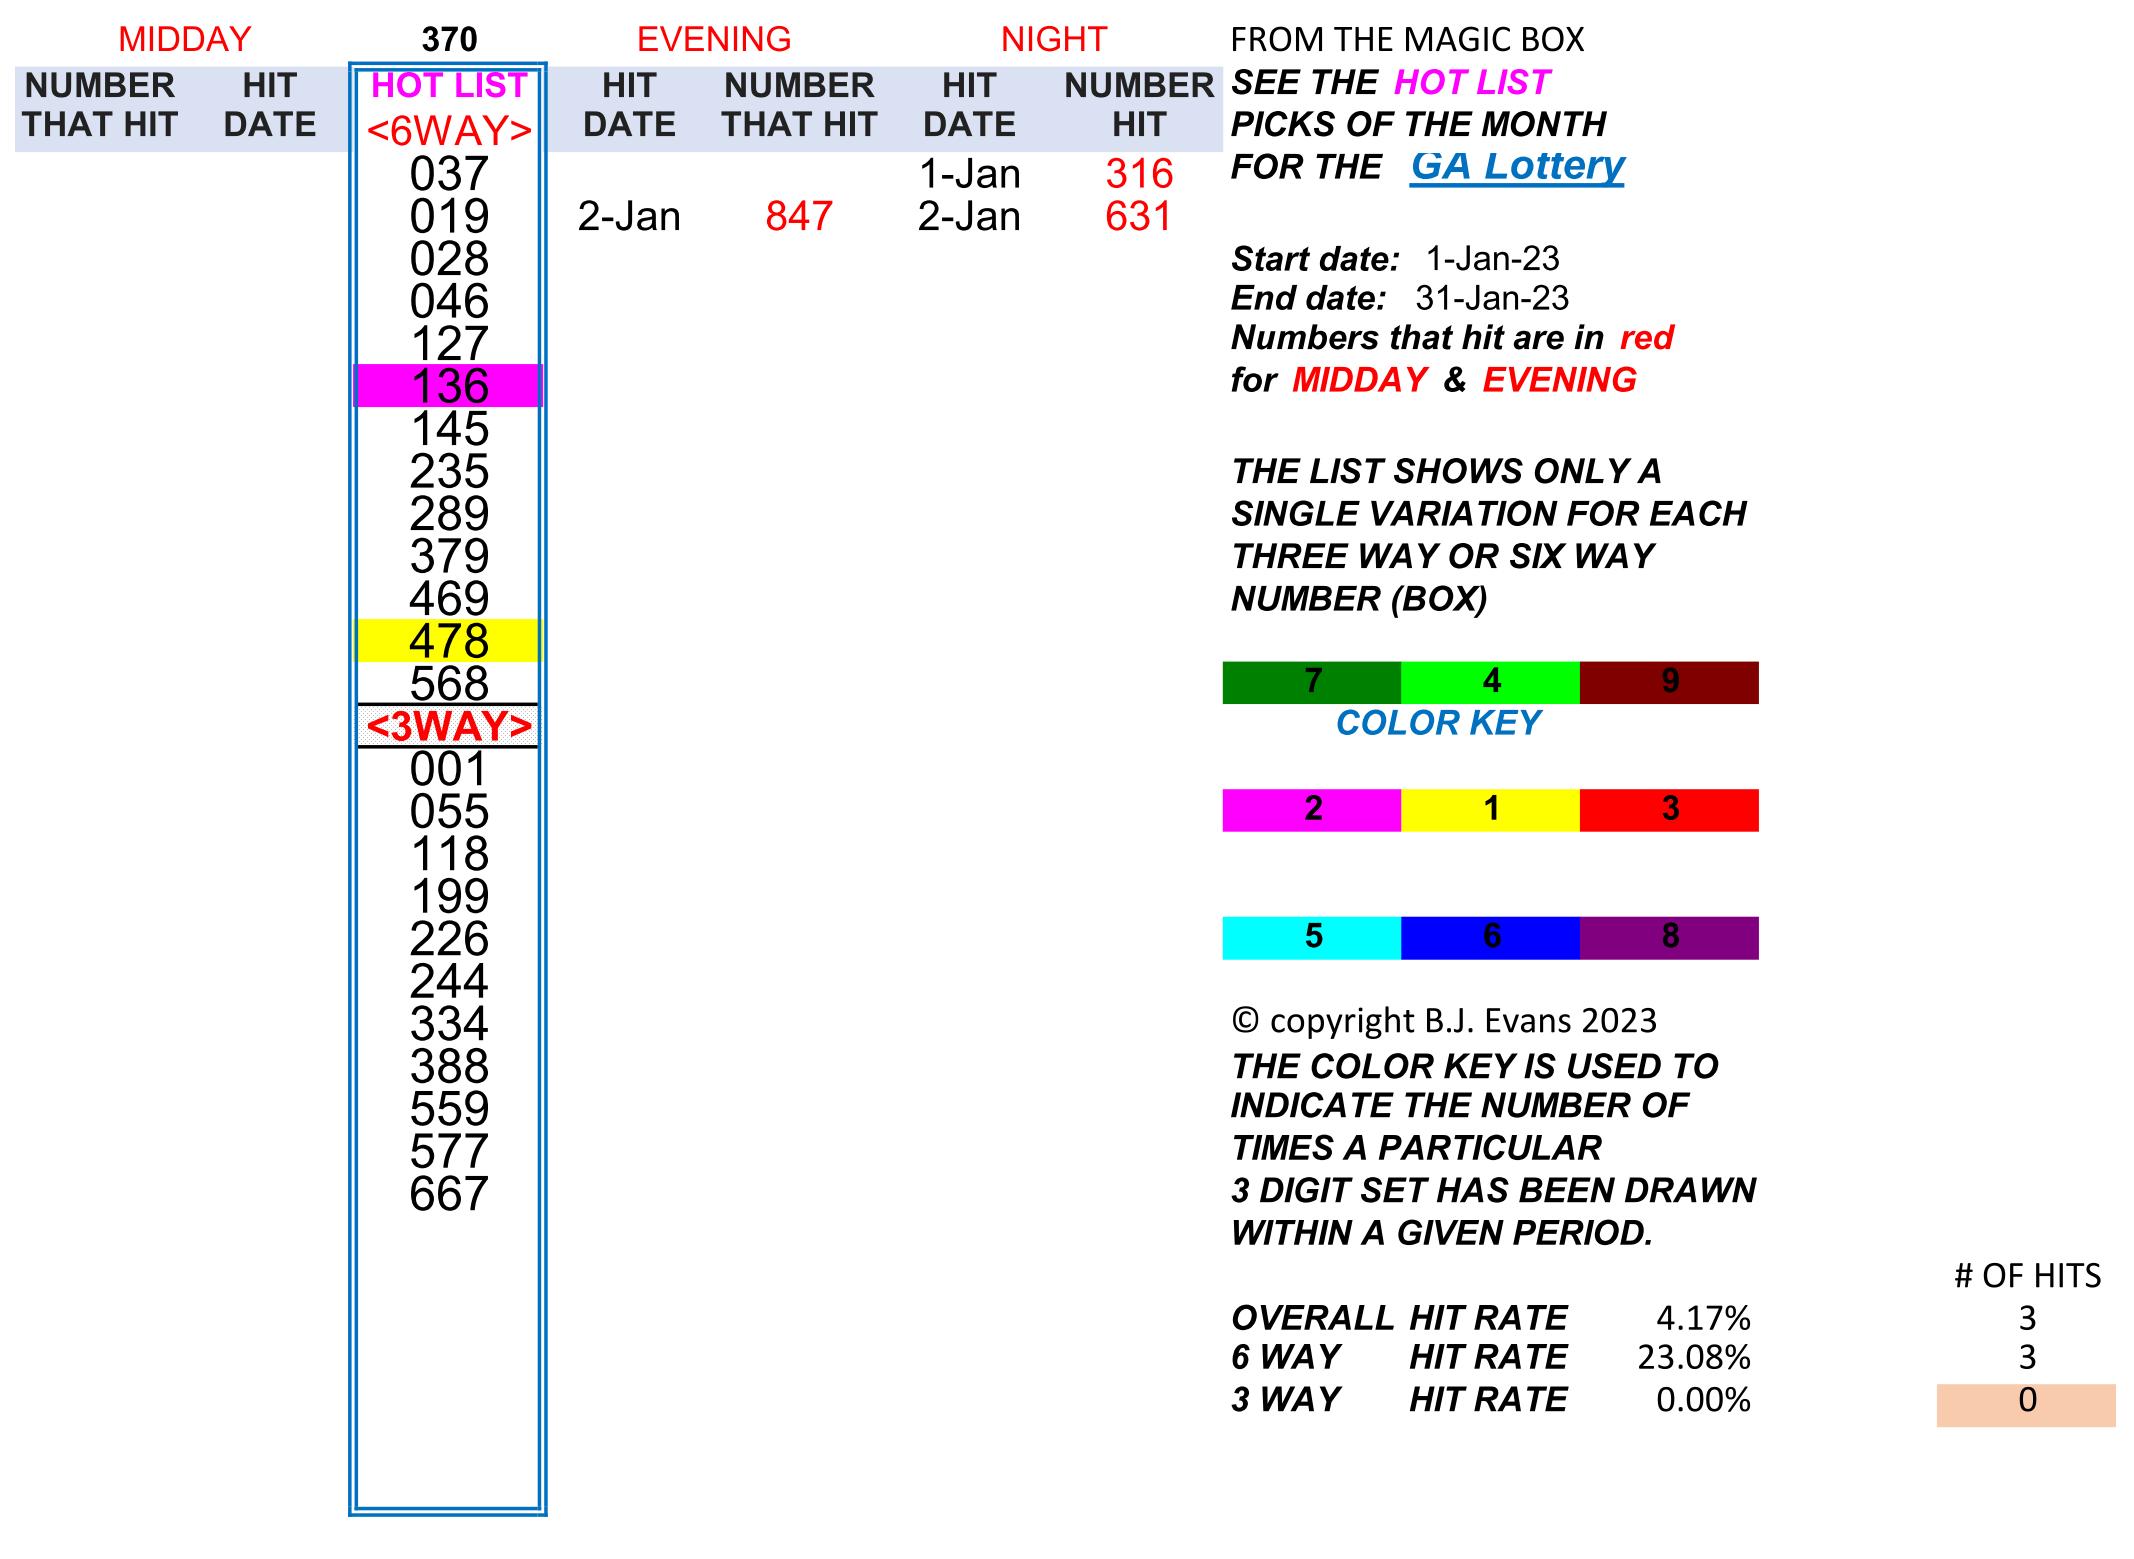 MIDDAY 370 EVENING NIGHT FROM THE MAGIC BOX
NUMBER HIT HOT LIST HIT NUMBER HIT NUMBER SEE THE HOT LIST
THAT HIT DATE <6WAY> DATE THAT HIT DATE HIT PICKS OF THE MONTH
037 1-Jan 316 FOR THE GA Lottery
019 2-Jan 847 2-Jan 631
028 Start date: 1-Jan-23
046 End date: 31-Jan-23
127 Numbers that hit are in red
136 for MIDDAY & EVENING
145
235 THE LIST SHOWS ONLY A
289 SINGLE VARIATION FOR EACH
379 THREE WAY OR SIX WAY
469 NUMBER (BOX)
478
568 7 4 9
<3WAY> COLOR KEY
001
055 2 1 3
118
199
226 5 6 8
244
334 © copyright B.J. Evans 2023
388 THE COLOR KEY IS USED TO
559 INDICATE THE NUMBER OF
577 TIMES A PARTICULAR
667 3 DIGIT SET HAS BEEN DRAWN
WITHIN A GIVEN PERIOD.
# OF HITS
OVERALL HIT RATE 4.17% 3
6 WAY HIT RATE 23.08% 3
3 WAY HIT RATE 0.00% 0